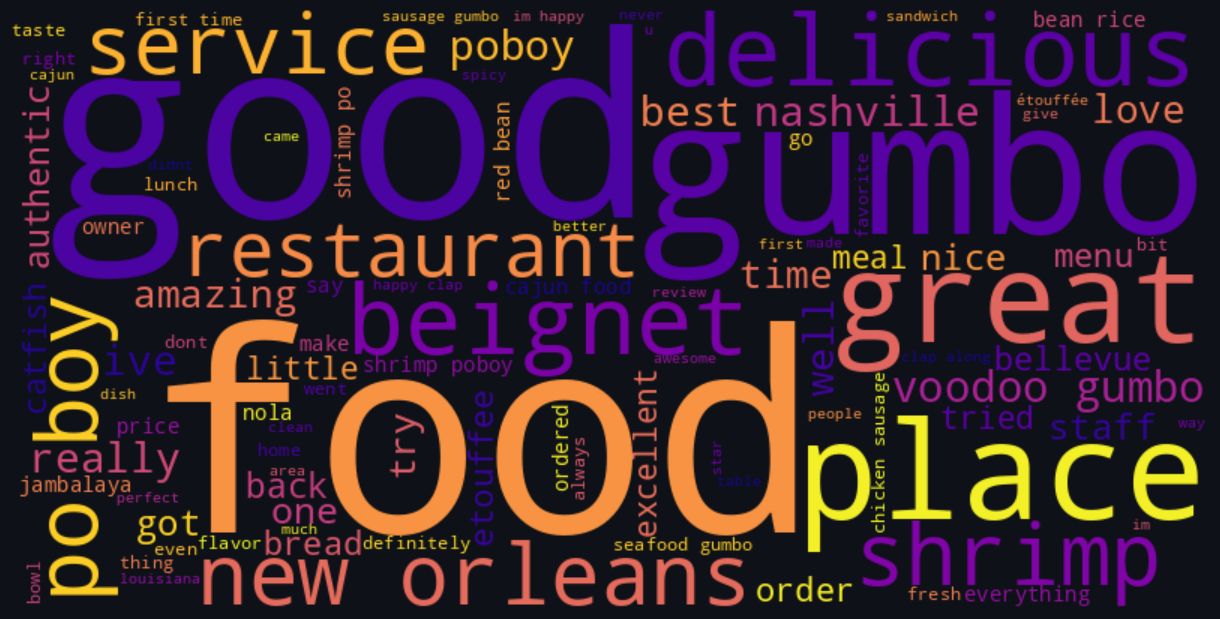 taste
first time
sausage gumbo
im happy
never
u
sandwich
bean rice
right
service
poboy
delicious
cajun
spicy
authentic
good
shrimp po
red bean
best
nashville
étouffée
give
love
came
go
gumbo
didnt
lunch
favorite
owner
better
restaurant
first
made
menu
bit
time
meal
nice
amazing
say
happy clap
cajun food
review
great
catfish
po boy
beignet
well
dont
make
ive
little
shrimp poboy
awesome
clap along
bellevue
dish
went
voodoo gumbo
food
nola
try
ordered
always
excellent
etouffee
people
chicken sausage
tried
staff
way
price
clean
really
home
star
table
place
jambalaya
area
perfect
back
one
got
much
even
flavor
bread
definitely
seafood gumbo
im
shrimp
thing
louisiana
bowl
new orleans
order
fresh
everything